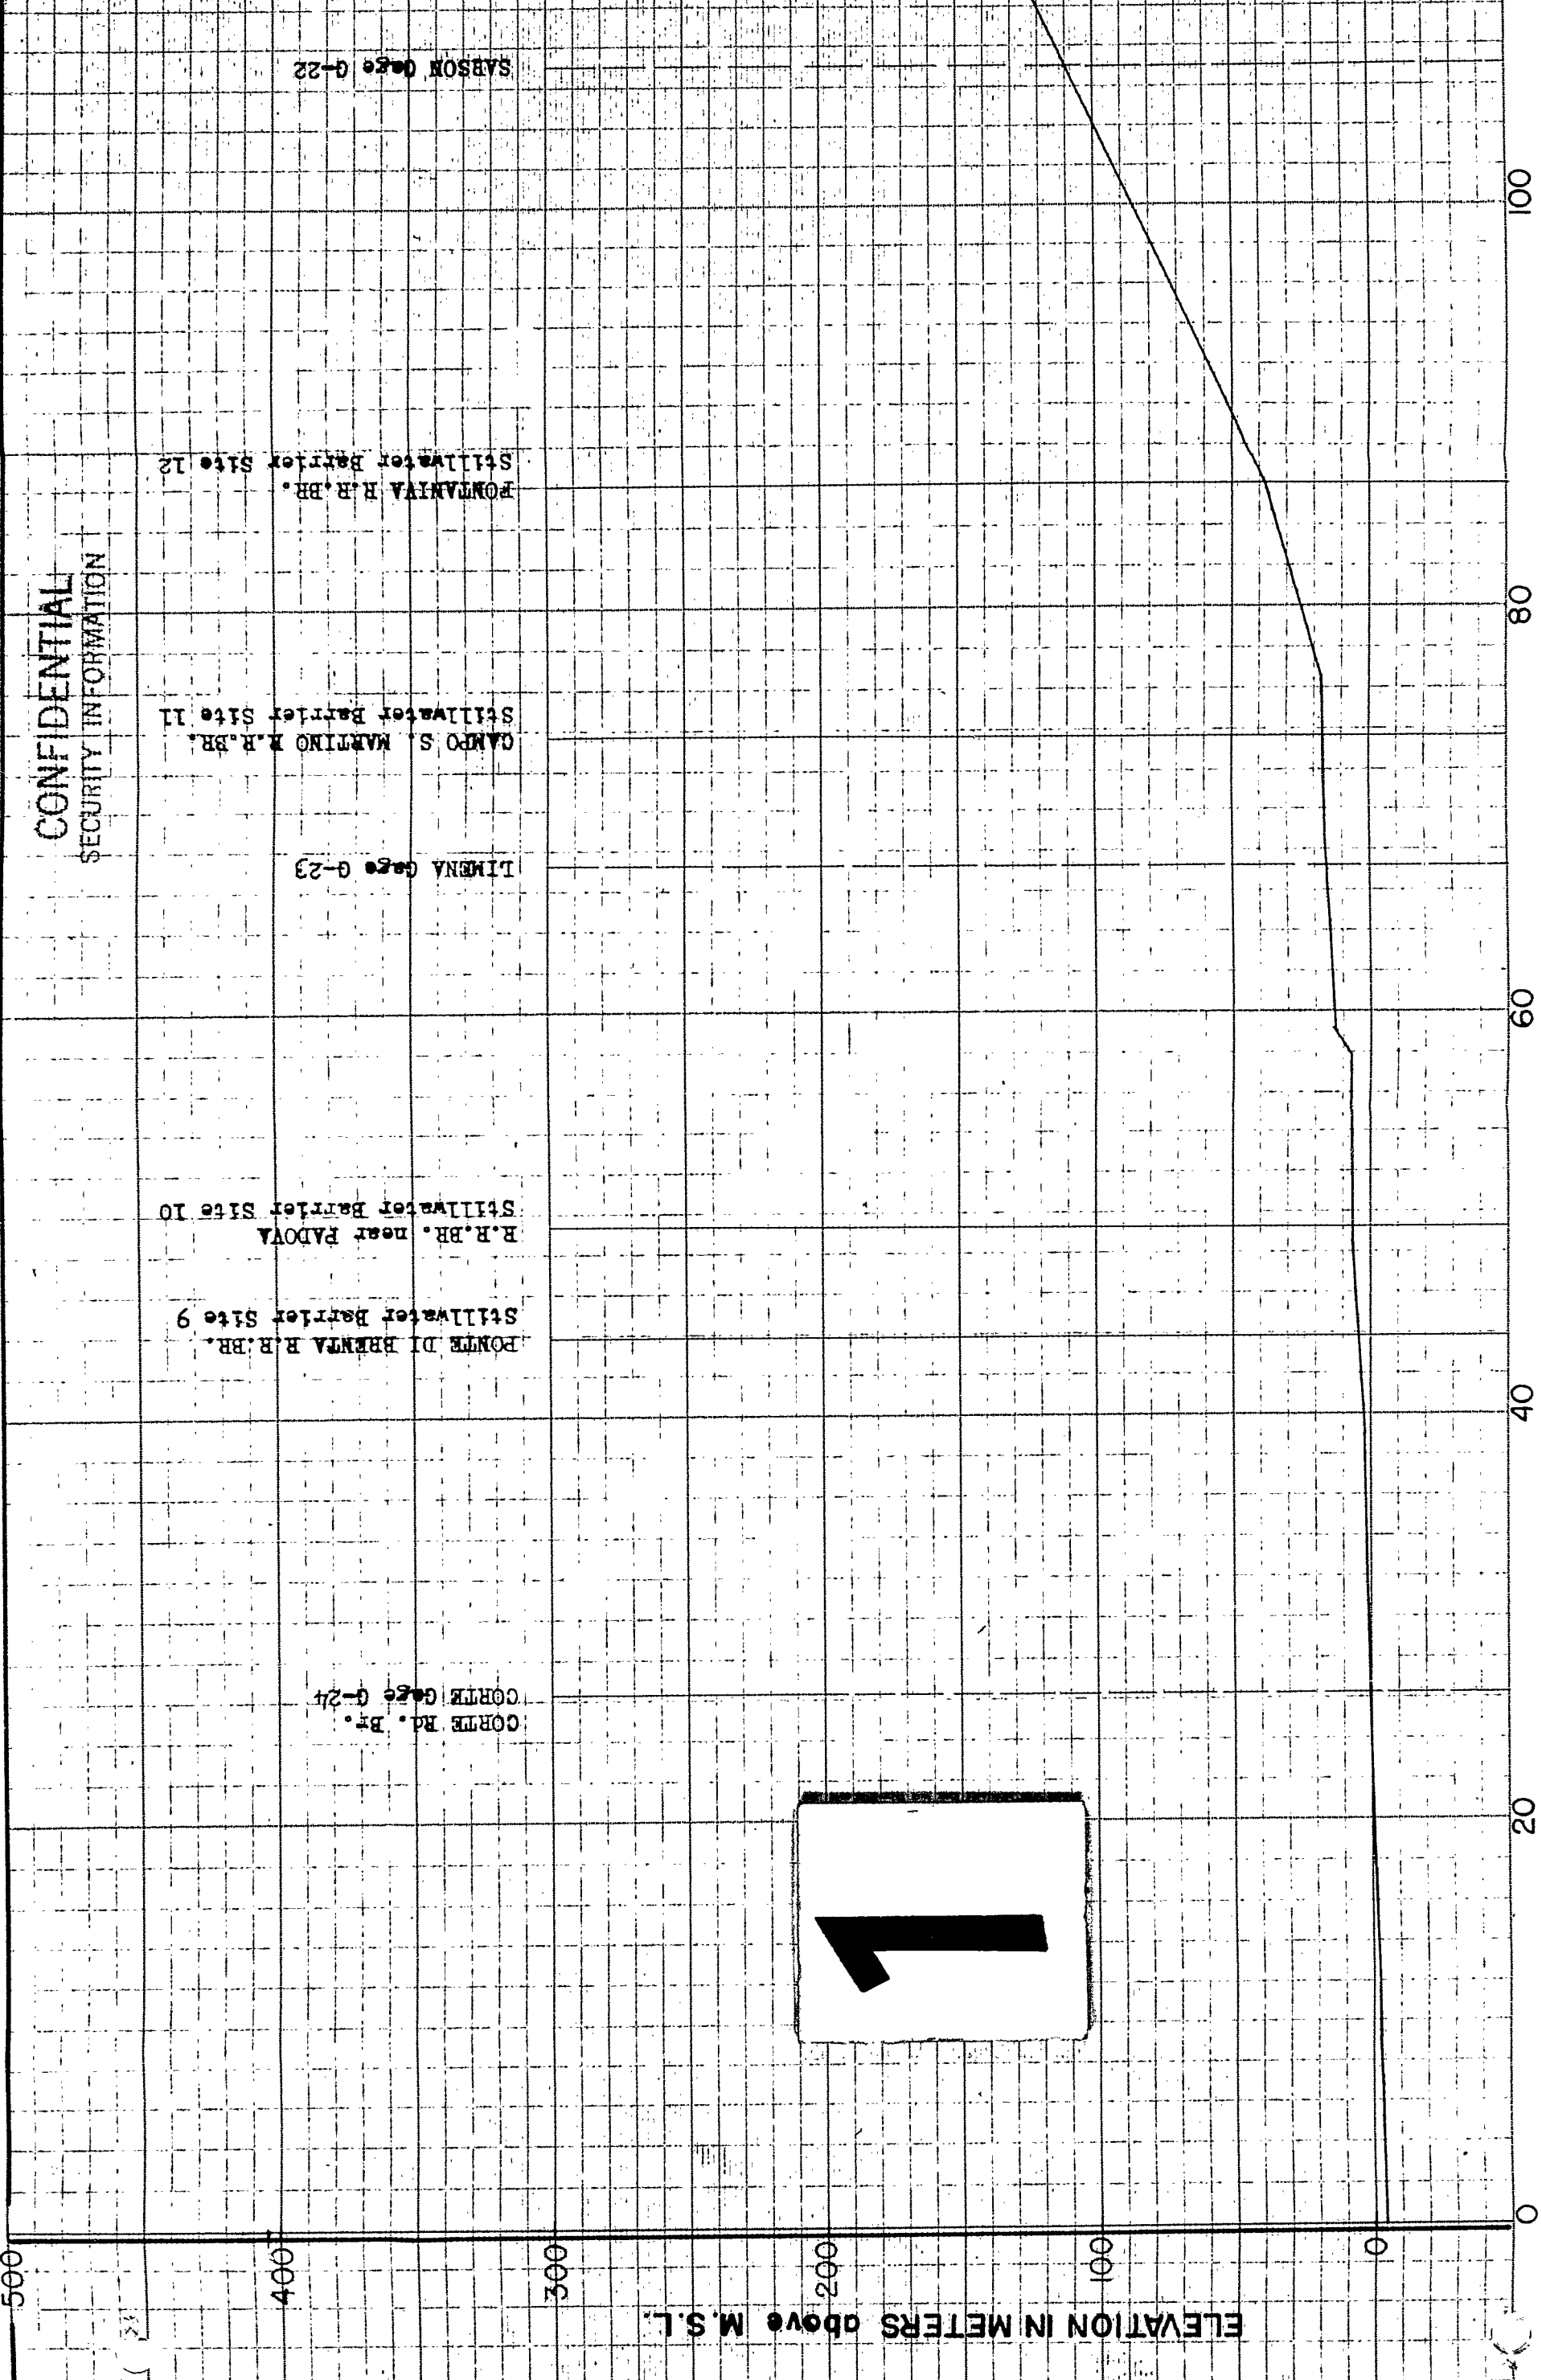 CONFIDENTIAL
SECURITY INFORMATION
500
400
300
200
100
0
ELEVATION IN METERS above M.S.L.
0
20
40
60
80
100
CORTE Rd. Br.
CORTE Gage G-24
PONTE DI BRENTA R.R.BR.
Stillwater Barrier Site 9
R.R.BR. near PADOVA
Stillwater Barrier Site 10
LIMENA Gage G-23
CAMPO S. MARTINO R.R.BR.
Stillwater Barrier Site 11
FONTANIVA R.R.BR.
Stillwater Barrier Site 12
SARSON Gage G-22
1